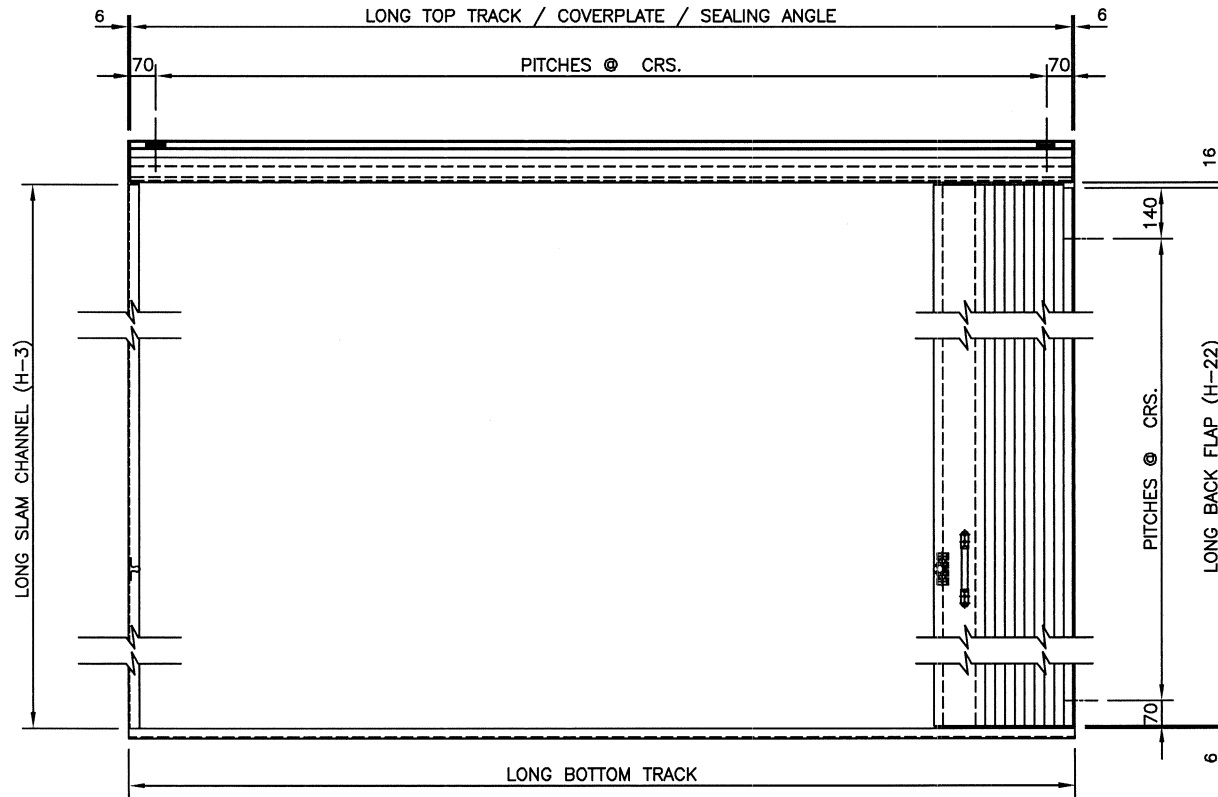 6
LONG TOP TRACK / COVERPLATE / SEALING ANGLE
6
70
PITCHES @ CRS.
70
16
140
LONG SLAM CHANNEL (H-3)
PITCHES @ CRS.
LONG BACK FLAP (H-22)
70
6
LONG BOTTOM TRACK